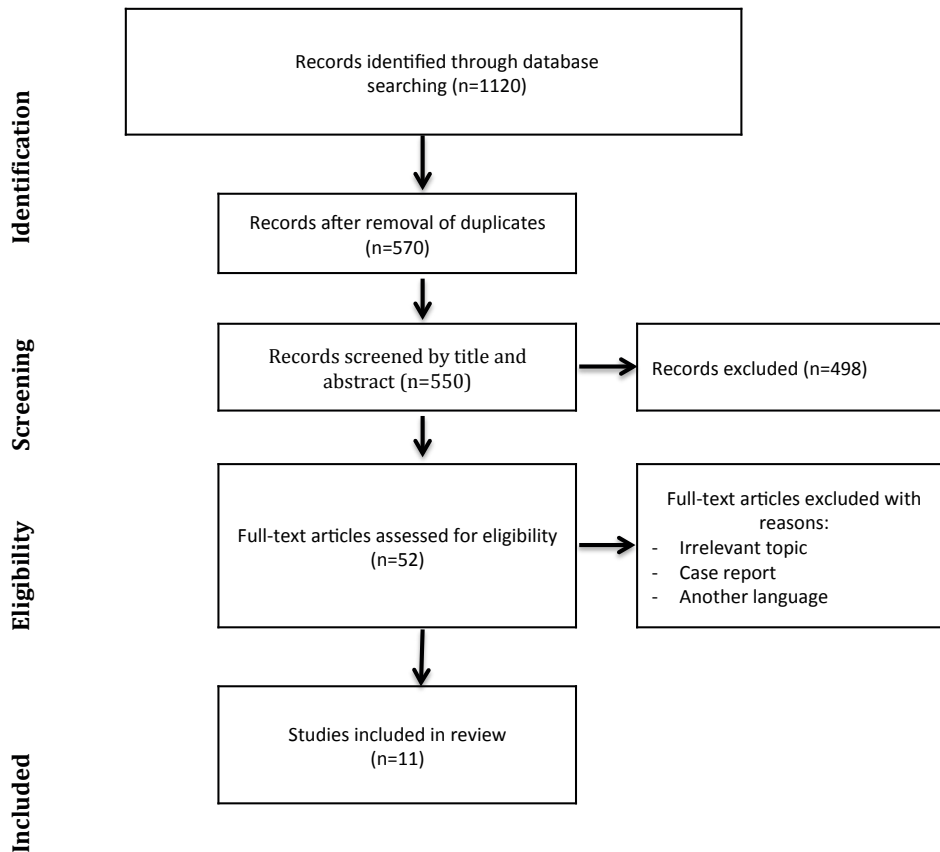 Identification
Records identified through database
searching (n=1120)
Records after removal of duplicates
(n=570)
Screening
Records screened by title and
abstract (n=550)
Records excluded (n=498)
Eligibility
Full-text articles assessed for eligibility
(n=52)
Full-text articles excluded with
reasons:
- Irrelevant topic
- Case report
- Another language
Included
Studies included in review
(n=11)